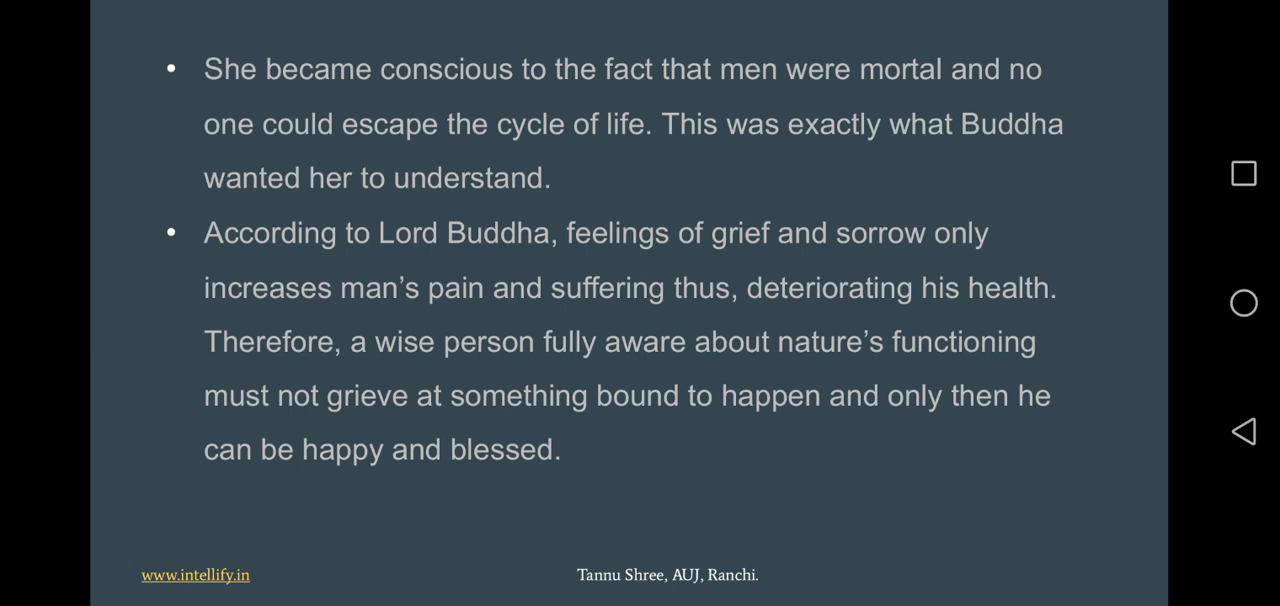 • She became conscious to the fact that men were mortal and no
one could escape the cycle of life. This was exactly what Buddha
wanted her to understand.
• According to Lord Buddha, feelings of grief and sorrow only
increases man’s pain and suffering thus, deteriorating his health.
Therefore, a wise person fully aware about nature’s functioning
must not grieve at something bound to happen and only then he
can be happy and blessed.
www.intellify.in Tannu Shree, AUJ, Ranchi.